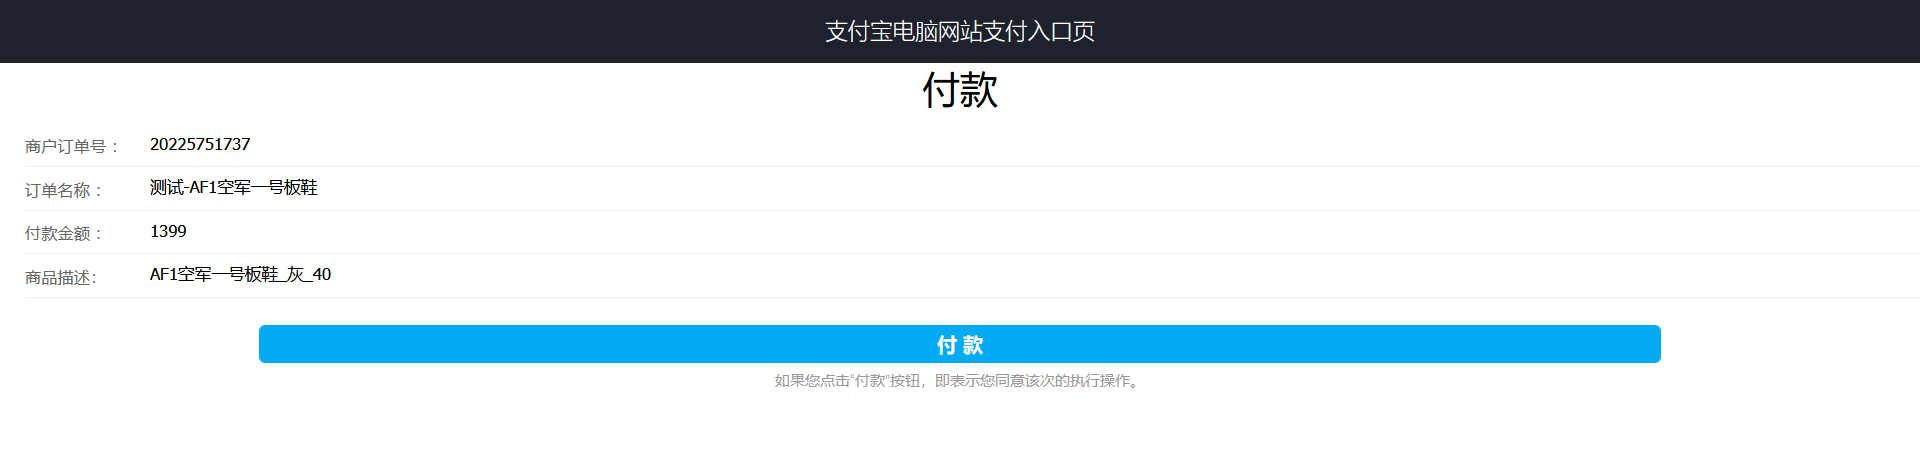 支付宝电脑网站支付入口页
付款
商户订单号： 20225751737
订单名称： 测试-AF1空军一号板鞋
付款金额： 1399
商品描述: AF1空军一号板鞋_灰_40
付 款
如果您点击“付款”按钮，即表示您同意该次的执行操作。